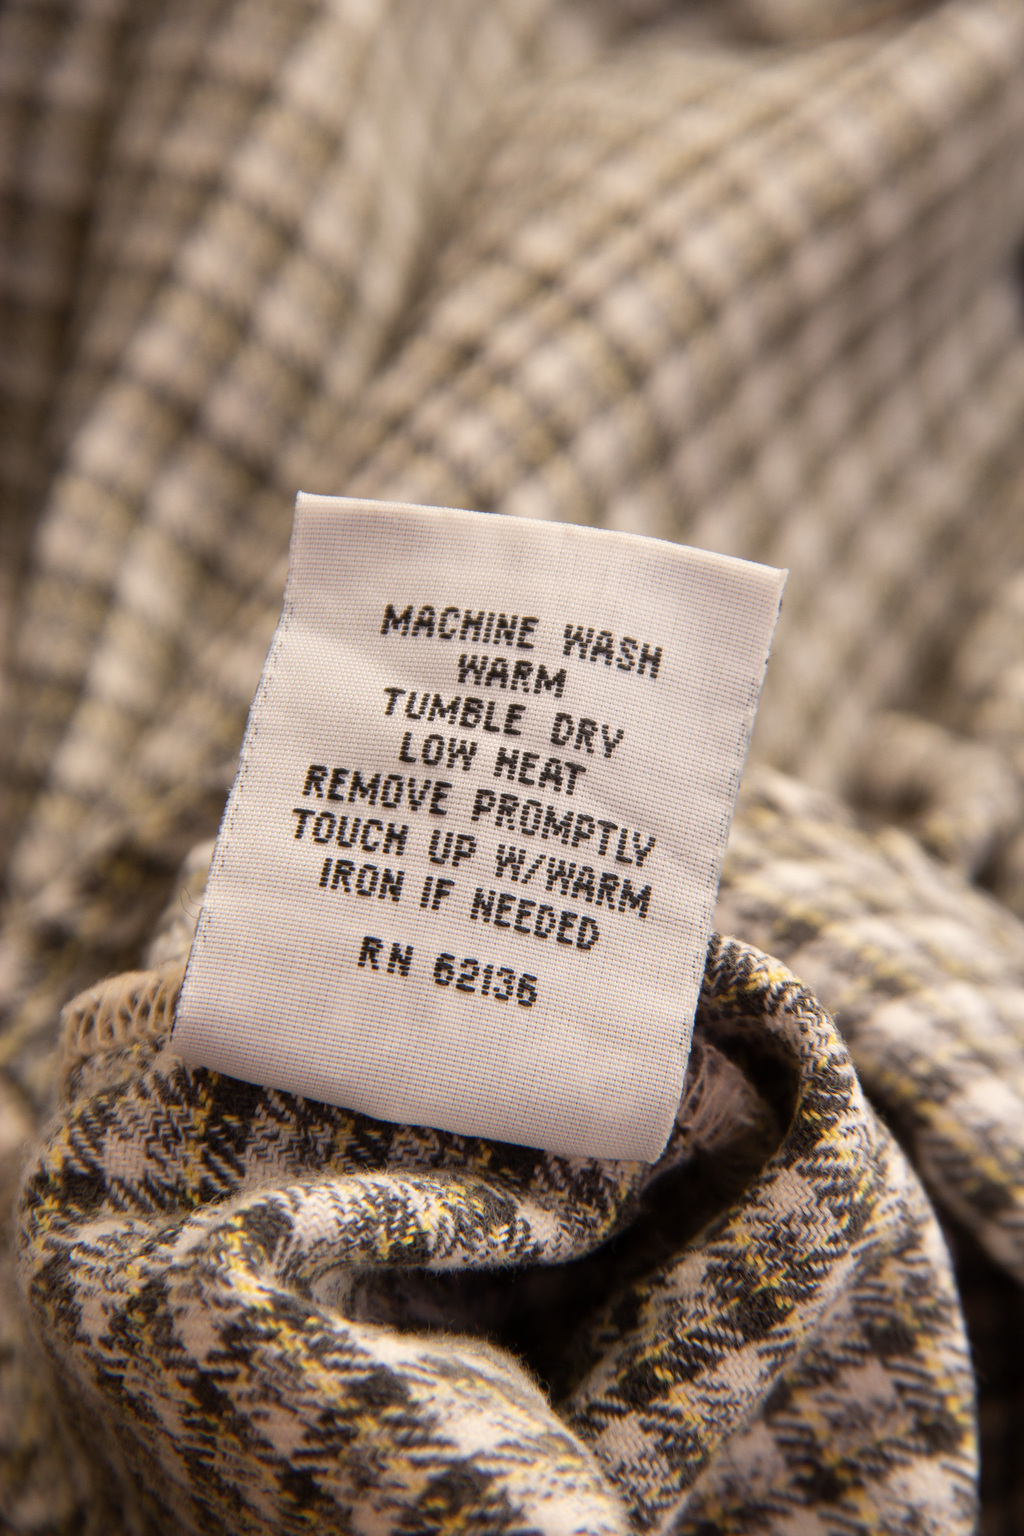 MACHINE WASH
WARM
TUMBLE DRY
LOW HEAT
REMOVE PROMPTLY
TOUCH UP W/WARM
IRON IF NEEDED
RN 62136